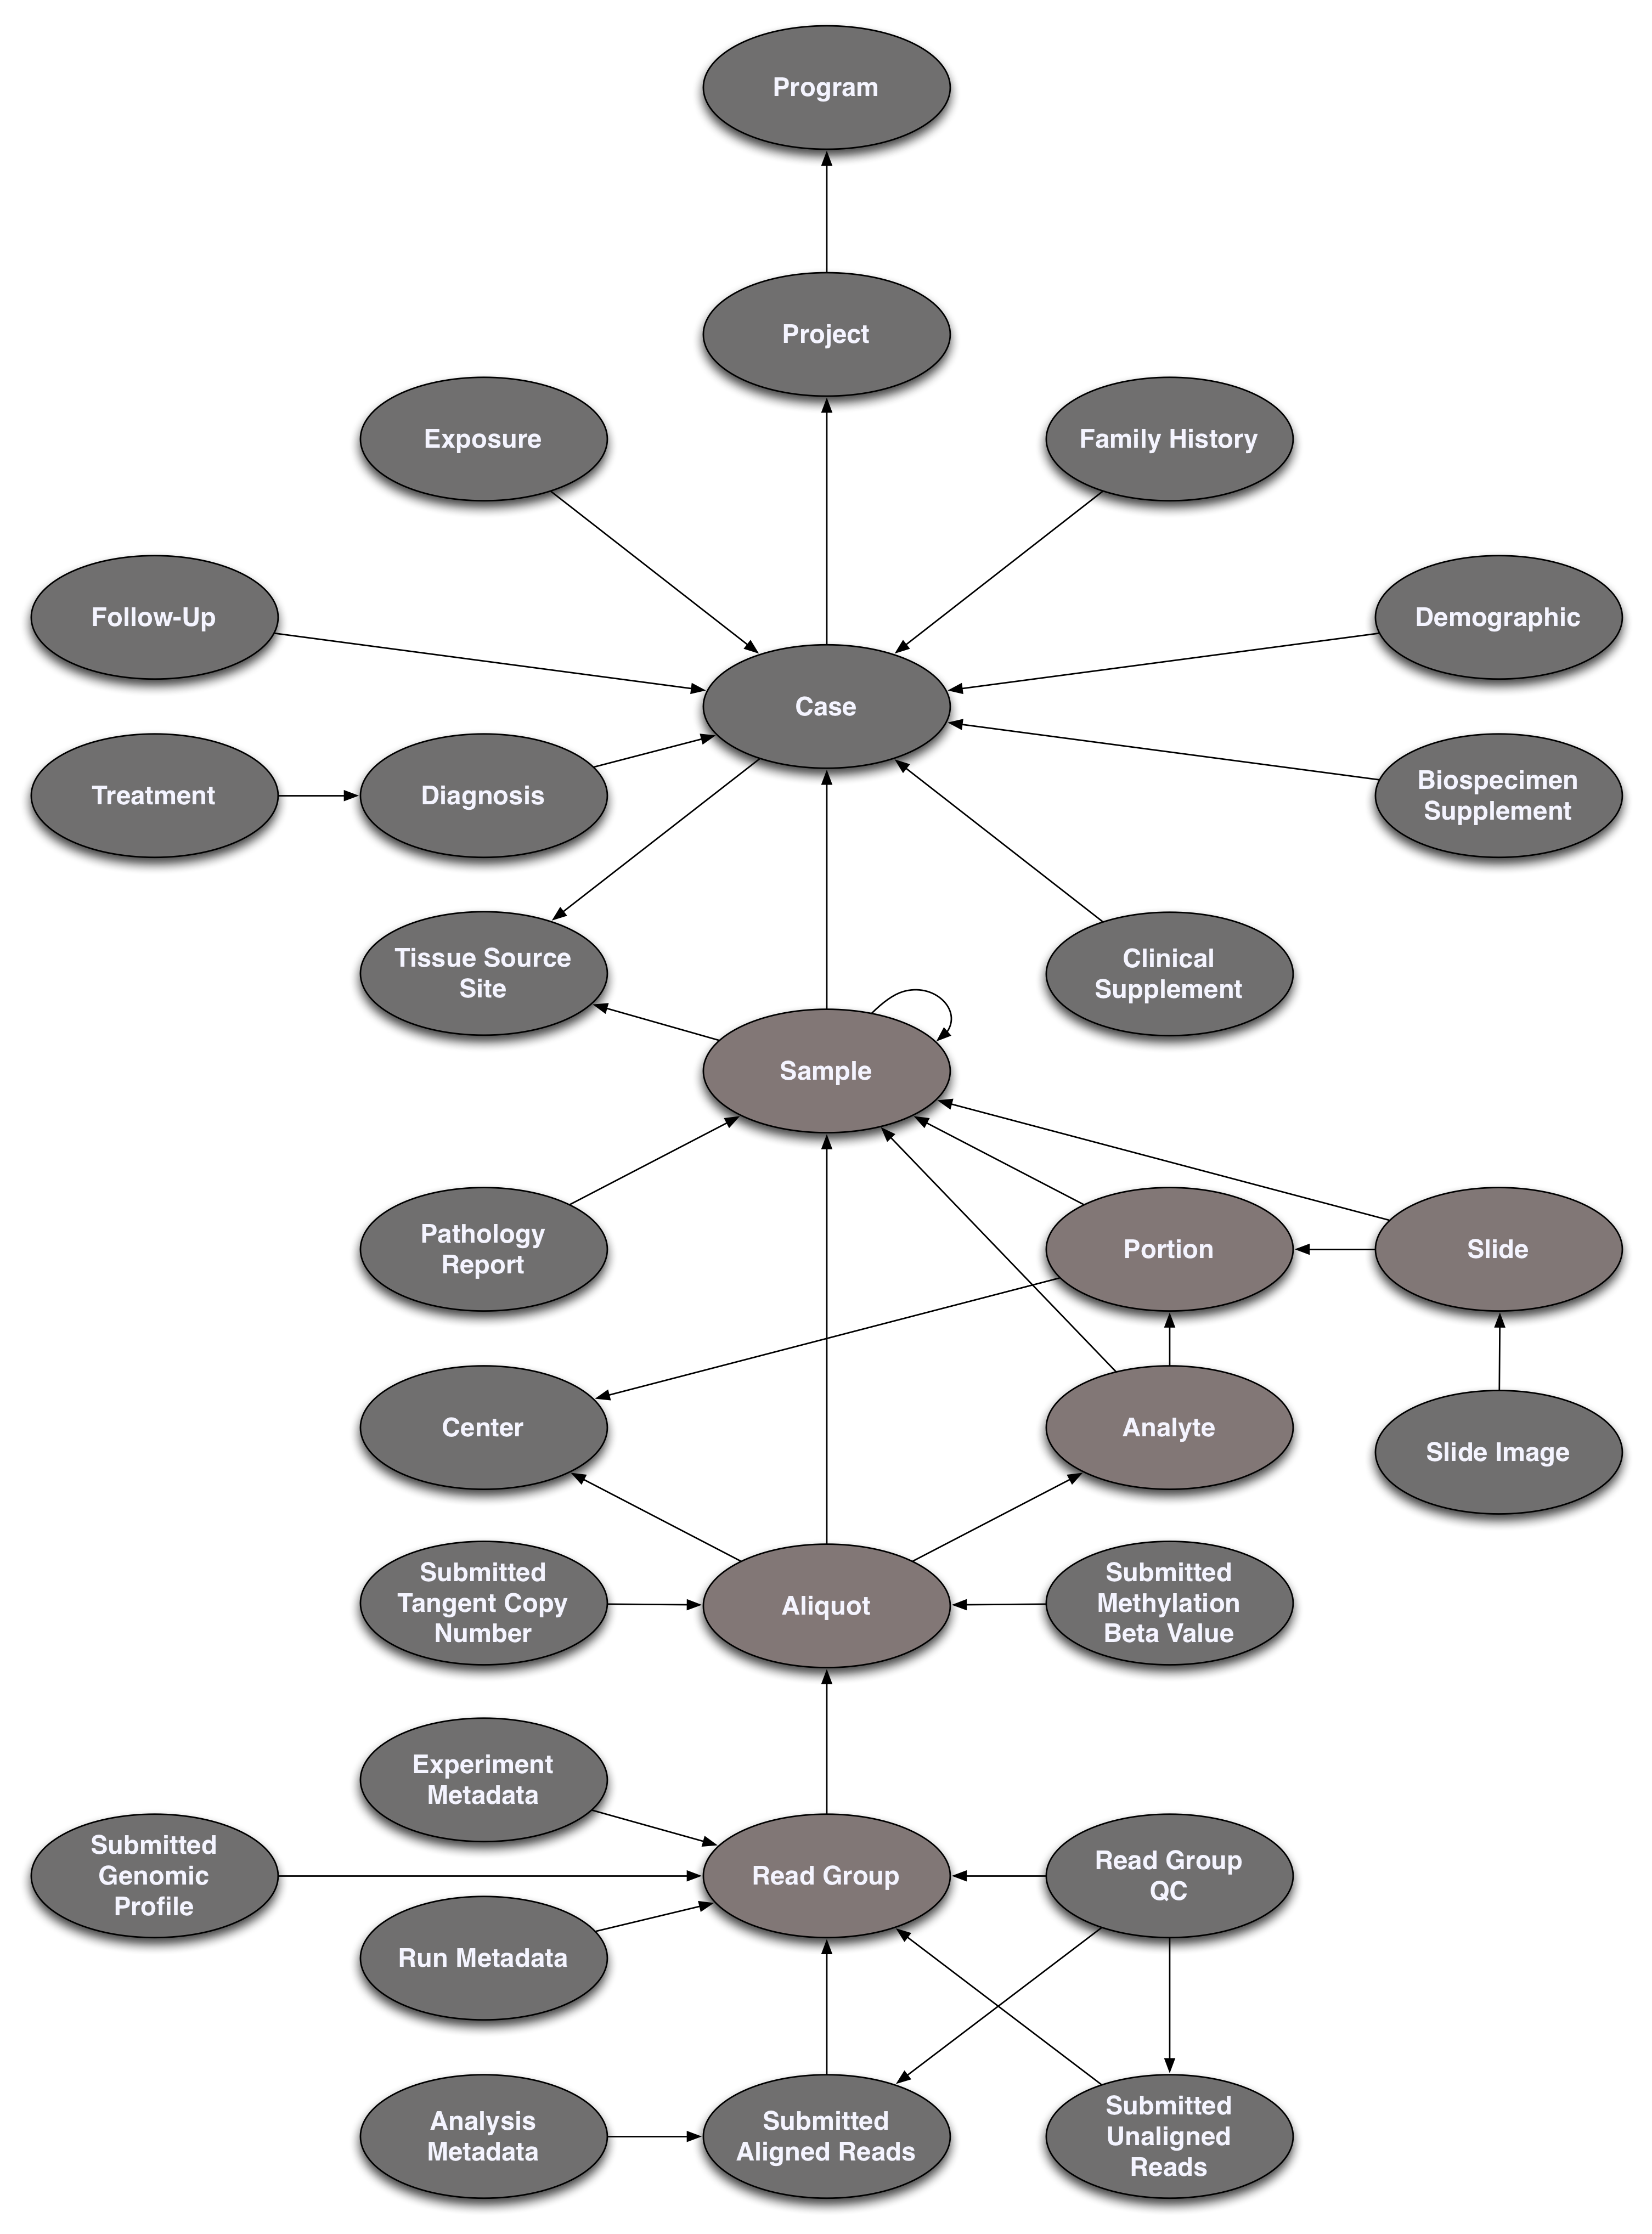 Program
Project
Exposure
Family History
Follow-Up
Demographic
Case
Treatment
Diagnosis
Biospecimen
Supplement
Tissue Source
Site
Clinical
Supplement
Sample
Pathology
Report
Portion
Slide
Center
Analyte
Slide Image
Submitted
Tangent Copy
Number
Aliquot
Submitted
Methylation
Beta Value
Experiment
Metadata
Submitted
Genomic
Profile
Read Group
Read Group
QC
Run Metadata
Analysis
Metadata
Submitted
Aligned Reads
Submitted
Unaligned
Reads